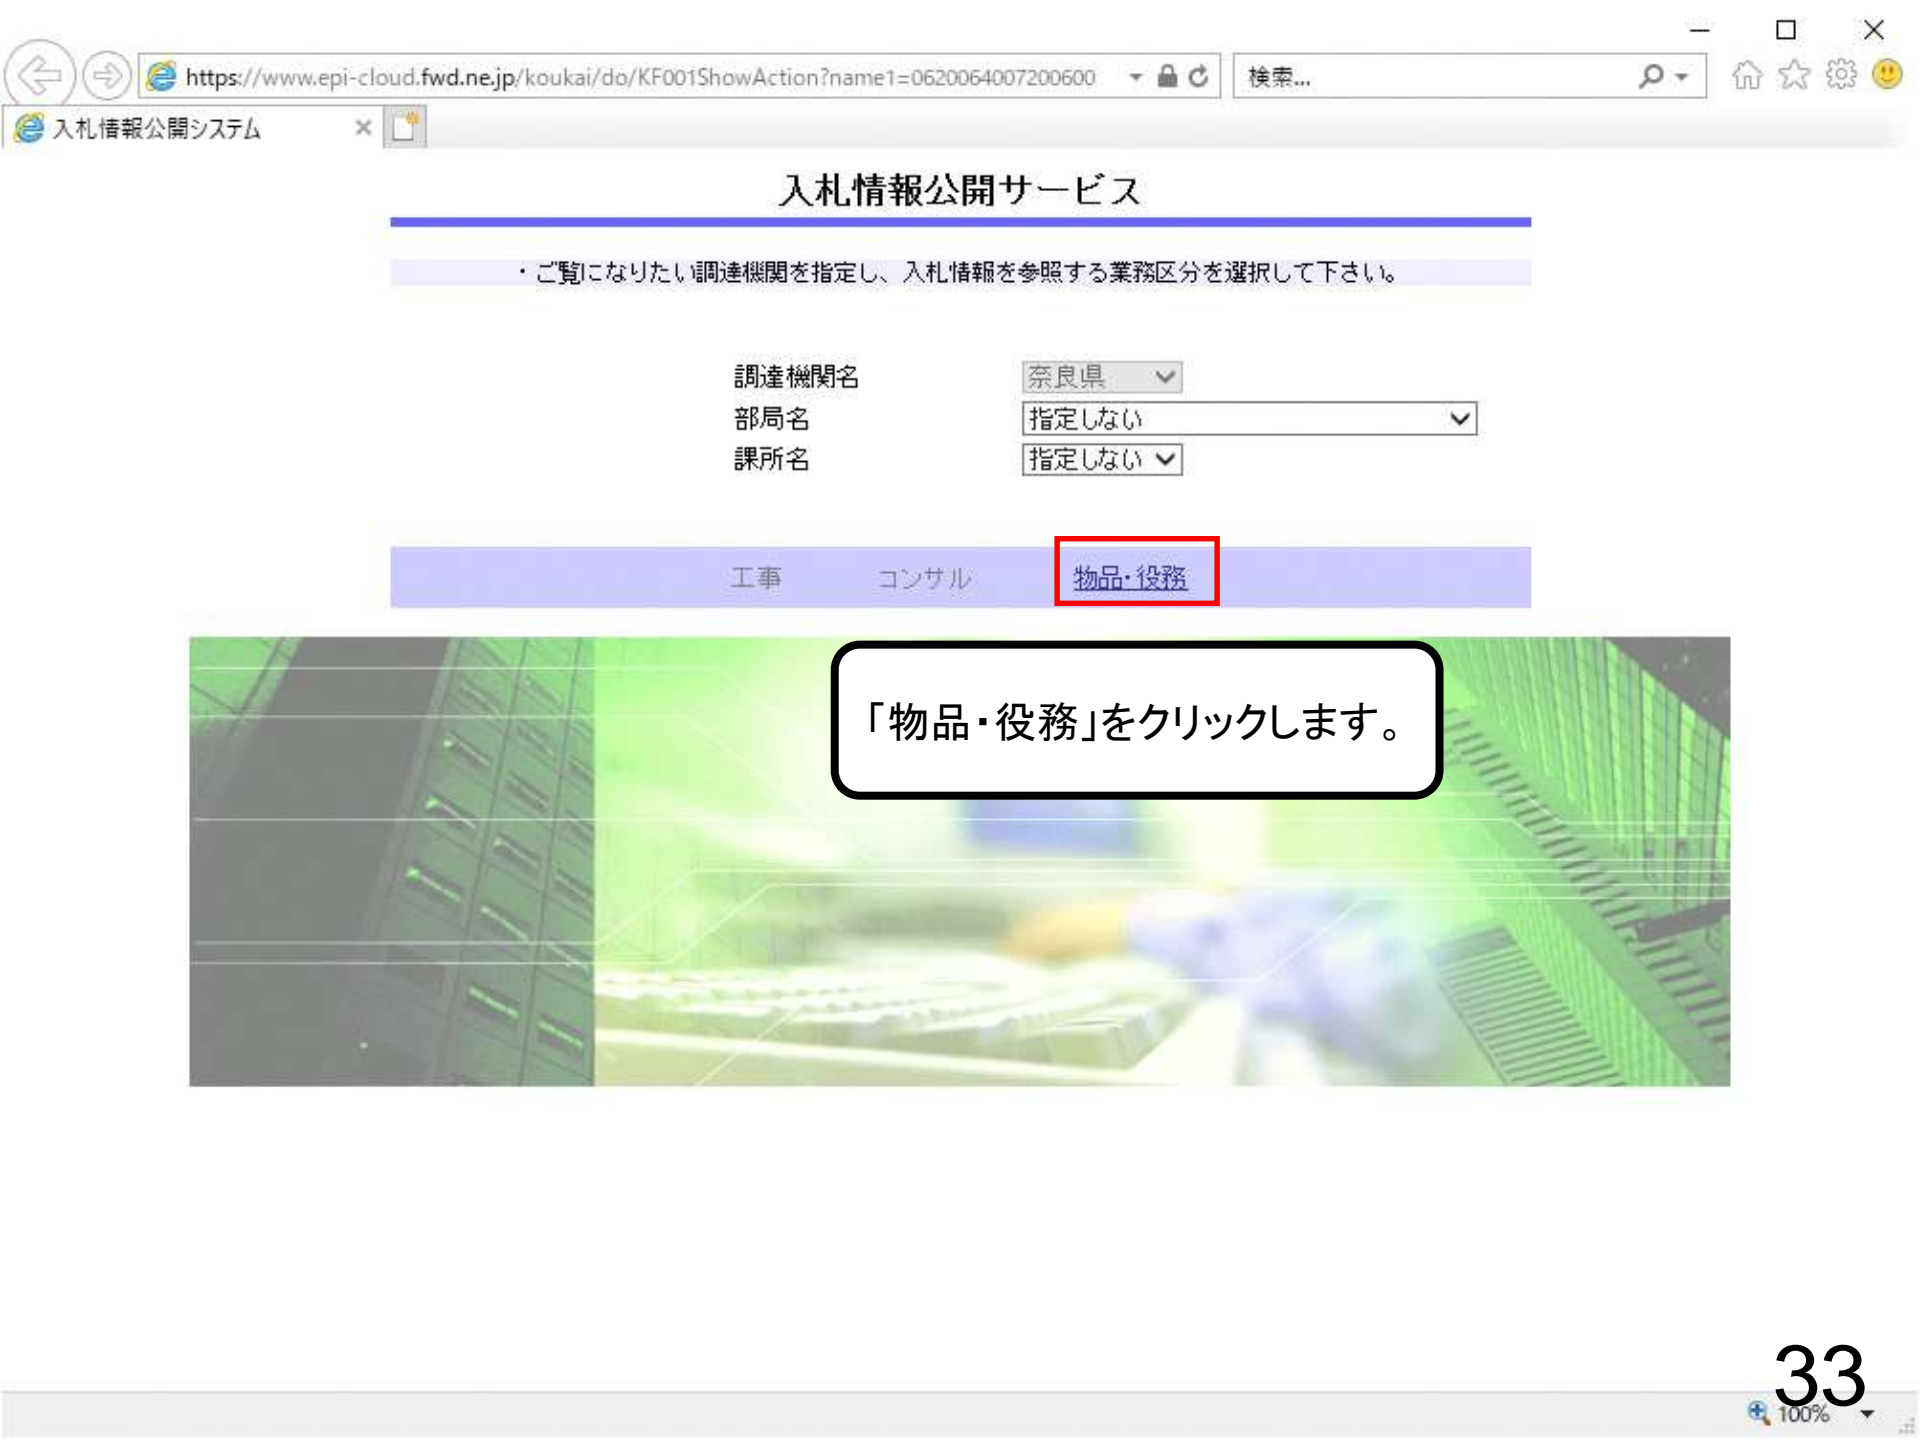 https://www.epi-cloud.fwd.ne.jp/koukai/do/KF001ShowAction?name1=0620064007200600
検索...
入札情報公開システム
入札情報公開サービス
・ご覧になりたい調達機関を指定し、入札情報を参照する業務区分を選択して下さい。
調達機関名 奈良県
部局名 指定しない
課所名 指定しない
工事 コンサル 物品・役務
「物品・役務」をクリックします。
33
100%